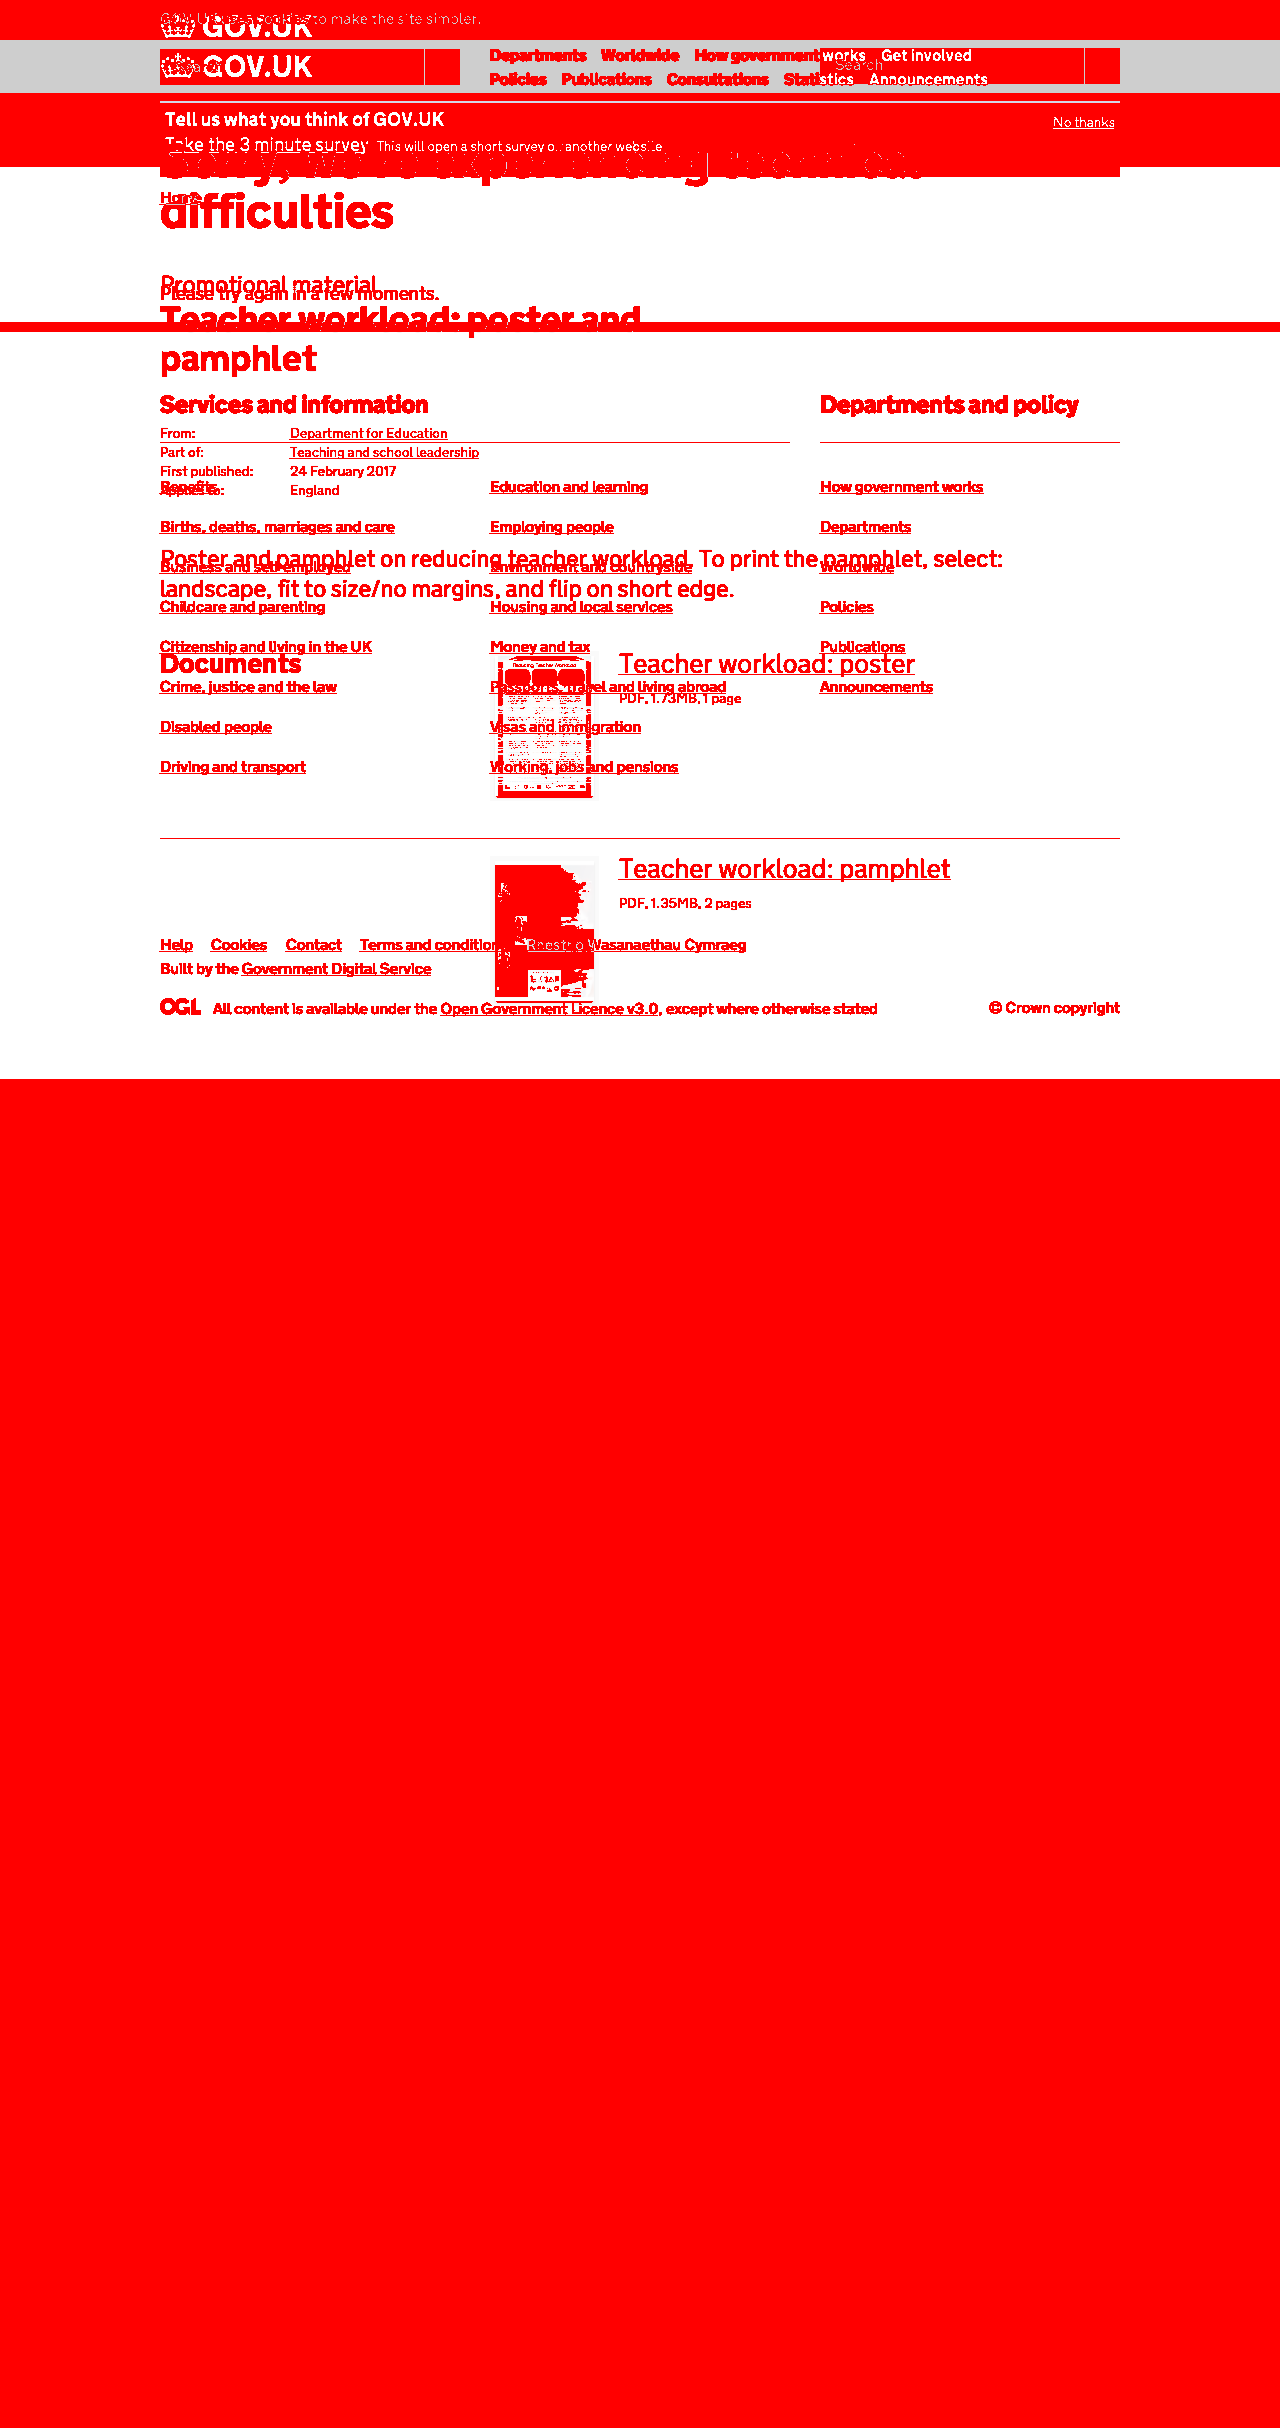 GOV.UK uses cookies to make the site simpler.
GOV.UK
GOV.UK
Search
Departments Worldwide How government works Get involved
Search
Policies Publications Consultations Statistics Announcements
Tell us what you think of GOV.UK
No thanks
Take the 3 minute survey This will open a short survey on another website
Sorry, we're experiencing technical
difficulties
Home
Promotional material
Please try again in a few moments.
Teacher workload: poster and
pamphlet
Services and information
Departments and policy
From: Department for Education
Part of: Teaching and school leadership
First published: 24 February 2017
Applies to: England
Benefits
Education and learning
How government works
Births, deaths, marriages and care
Employing people
Departments
Poster and pamphlet on reducing teacher workload. To print the pamphlet, select:
landscape, fit to size/no margins, and flip on short edge.
Business and self-employed
Environment and countryside
Worldwide
Childcare and parenting
Housing and local services
Policies
Citizenship and living in the UK
Money and tax
Publications
Documents
Reducing Teacher Workload
Teacher workload: poster
Crime, justice and the law
Passports, travel and living abroad
Announcements
PDF, 1.73MB, 1 page
Disabled people
Visas and immigration
Driving and transport
Working, jobs and pensions
Teacher workload: pamphlet
PDF, 1.35MB, 2 pages
Help Cookies Contact Terms and conditions Rhestr o Wasanaethau Cymraeg
Built by the Government Digital Service
OGL All content is available under the Open Government Licence v3.0, except where otherwise stated
© Crown copyright